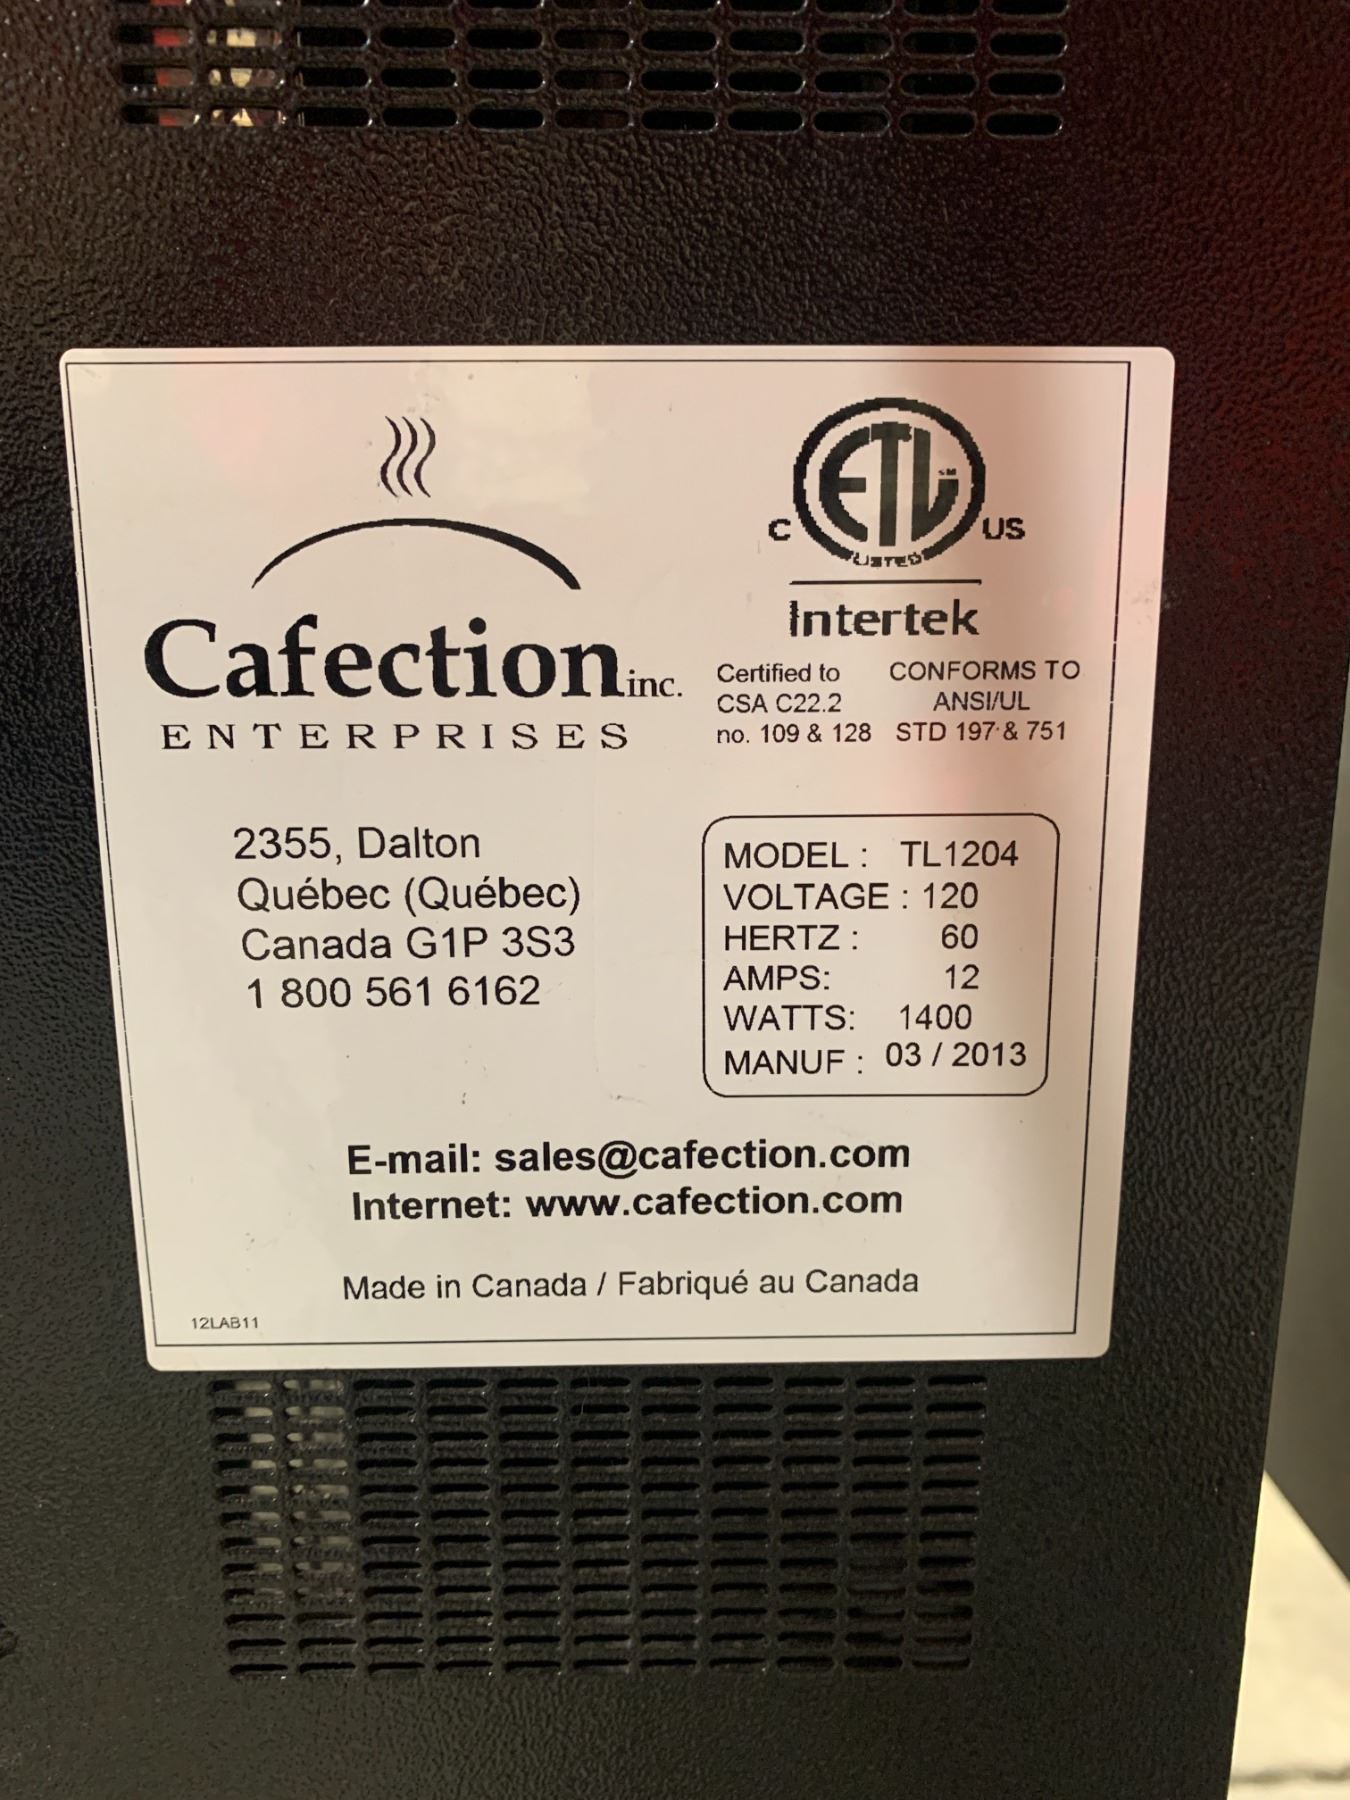 Cafection inc.
ENTERPRISES
C ETL SM US
LISTED
Intertek
Certified to
CSA C22.2
no. 109 & 128
CONFORMS TO
ANSI/UL
STD 197 & 751
2355, Dalton
Québec (Québec)
Canada G1P 3S3
1 800 561 6162
MODEL : TL1204
VOLTAGE : 120
HERTZ : 60
AMPS: 12
WATTS: 1400
MANUF : 03 / 2013
E-mail: sales@cafection.com
Internet: www.cafection.com
Made in Canada / Fabriqué au Canada
12LAB11